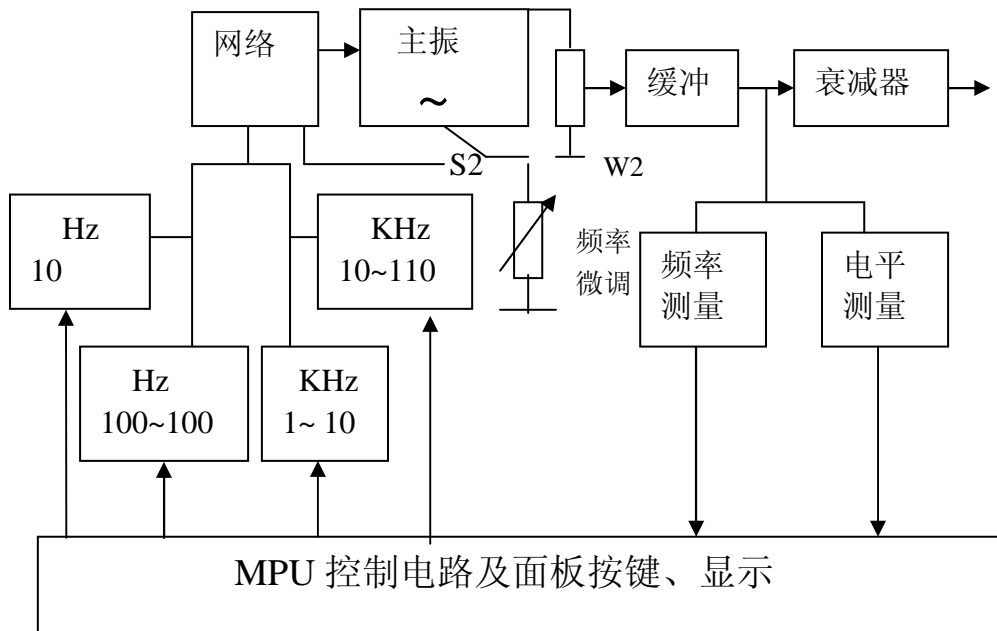 网络
主振
~
缓冲
衰减器
S2
W2
Hz
10
KHz
10~110
频率
微调
频率
测量
电平
测量
Hz
100~100
KHz
1~ 10
MPU 控制电路及面板按键、显示